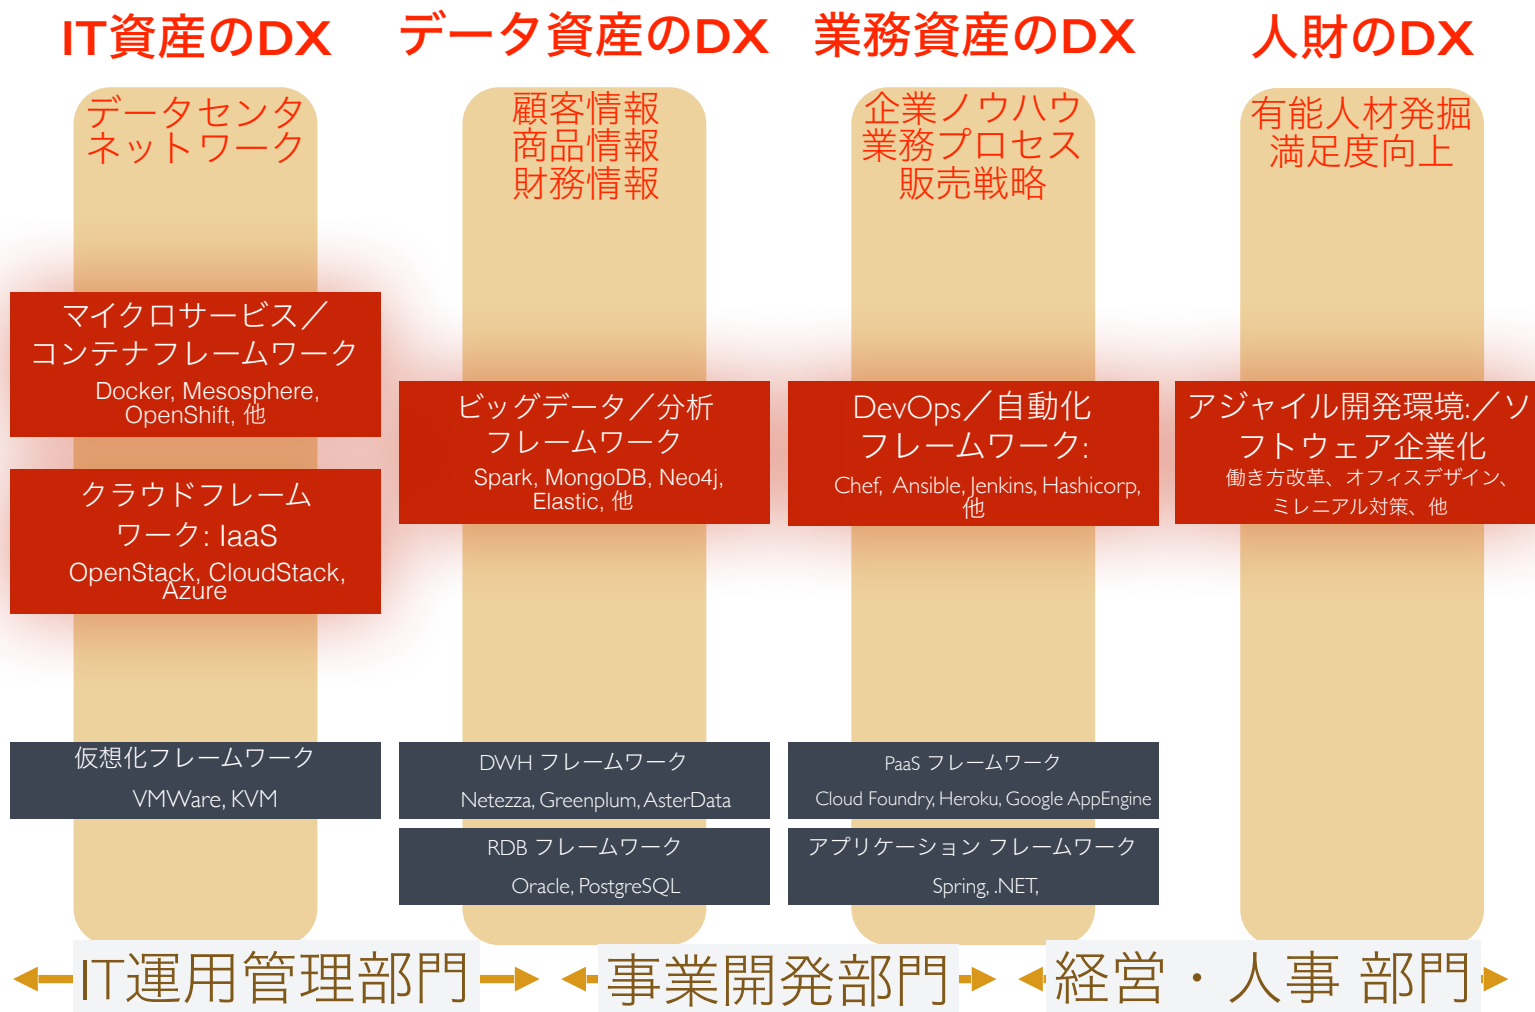 IT資産のDX
データ資産のDX
業務資産のDX
人財のDX
データセンタ
ネットワーク
顧客情報
商品情報
財務情報
企業ノウハウ
業務プロセス
販売戦略
有能人材発掘
満足度向上
マイクロサービス／
コンテナフレームワーク
Docker, Mesosphere,
OpenShift, 他
クラウドフレーム
ワーク: IaaS
OpenStack, CloudStack,
Azure
ビッグデータ／分析
フレームワーク
Spark, MongoDB, Neo4j,
Elastic, 他
DevOps／自動化
フレームワーク:
Chef, Ansible, Jenkins, Hashicorp,
他
アジャイル開発環境:／ソ
フトウェア企業化
働き方改革、オフィスデザイン、
ミレニアル対策、他
仮想化フレームワーク
VMWare, KVM
DWH フレームワーク
Netezza, Greenplum, AsterData
RDB フレームワーク
Oracle, PostgreSQL
PaaS フレームワーク
Cloud Foundry, Heroku, Google AppEngine
アプリケーション フレームワーク
Spring, .NET,
IT運用管理部門
事業開発部門
経営・人事 部門